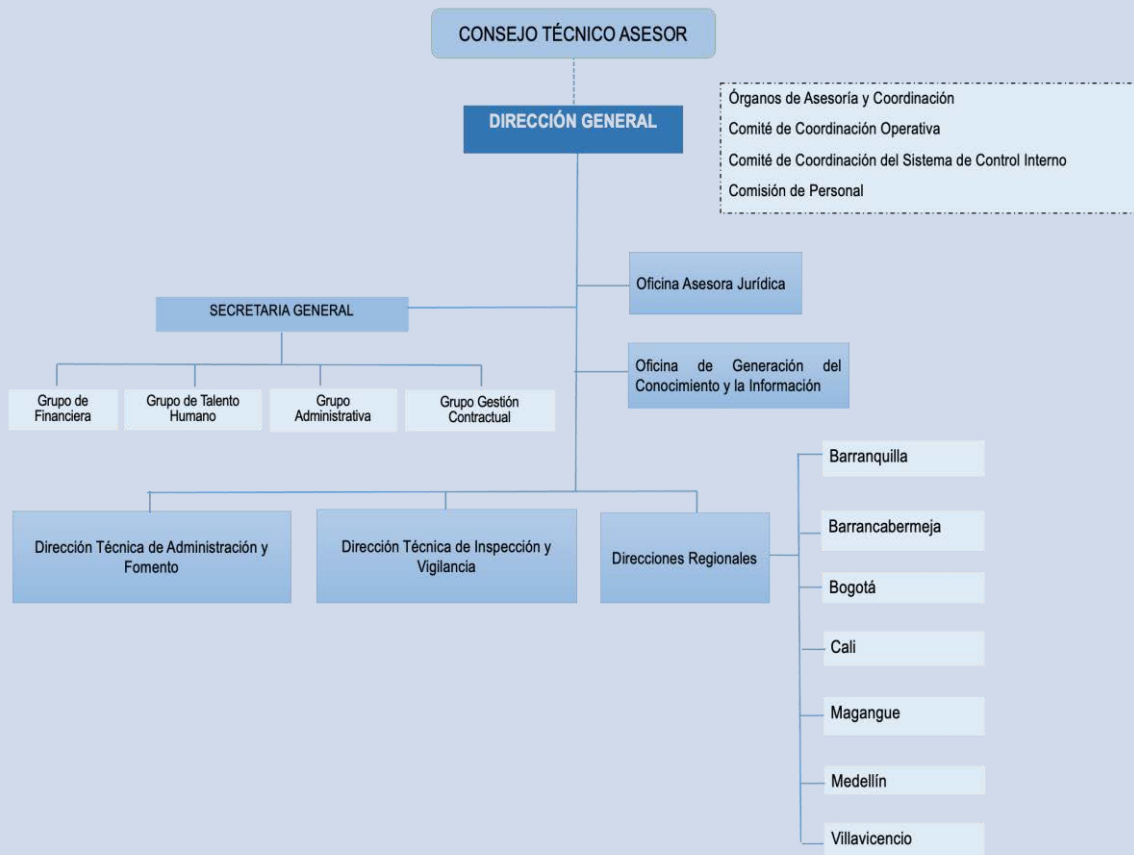 CONSEJO TÉCNICO ASESOR
DIRECCIÓN GENERAL
Órganos de Asesoría y Coordinación
Comité de Coordinación Operativa
Comité de Coordinación del Sistema de Control Interno
Comisión de Personal
Oficina Asesora Jurídica
SECRETARIA GENERAL
Oficina de Generación del
Conocimiento y la Información
Grupo de
Financiera
Grupo de Talento
Humano
Grupo
Administrativa
Grupo Gestión
Contractual
Dirección Técnica de Administración y
Fomento
Dirección Técnica de Inspección y
Vigilancia
Direcciones Regionales
Barranquilla
Barrancabermeja
Bogotá
Cali
Magangue
Medellín
Villavicencio